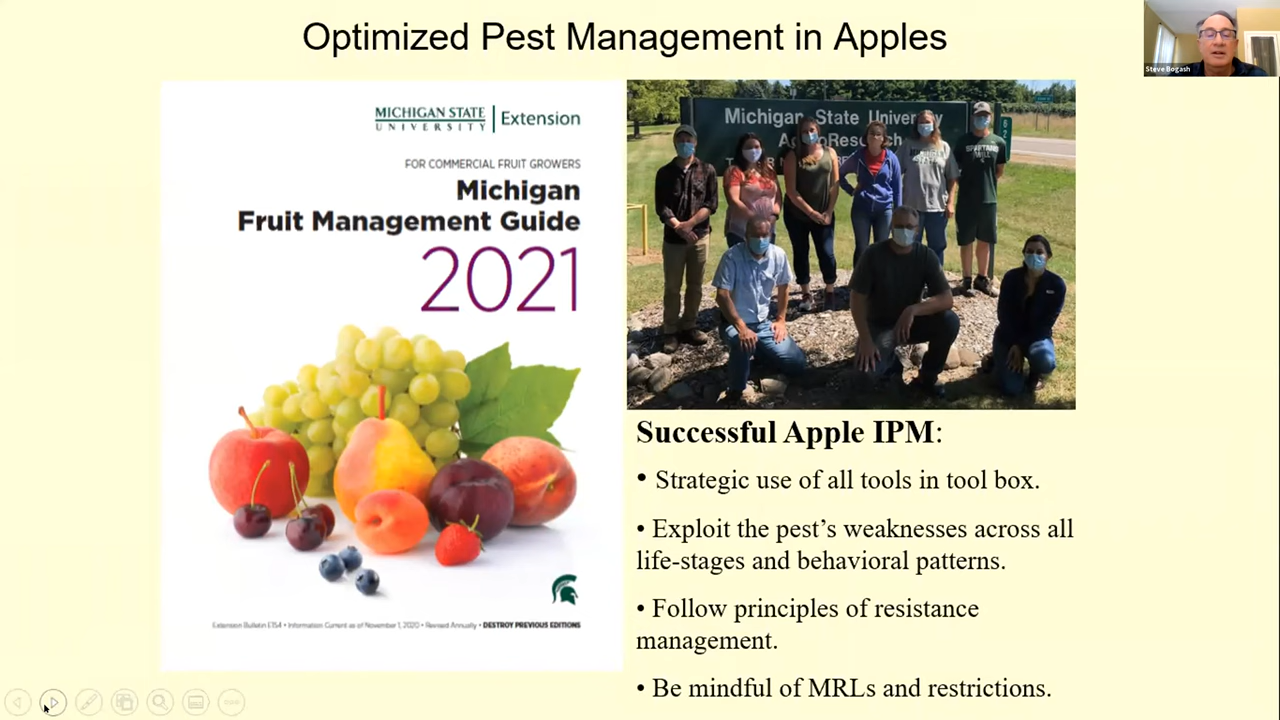 Optimized Pest Management in Apples
Steve Bogash
MICHIGAN STATE
UNIVERSITY
Extension
FOR COMMERCIAL FRUIT GROWERS
Michigan
Fruit Management Guide
2021
Extension Bulletin E154 • Information Current as of November 1, 2020 • Revised Annually • DESTROY PREVIOUS EDITIONS
Michigan State University
SPARTANS
Successful Apple IPM:
• Strategic use of all tools in tool box.
• Exploit the pest's weaknesses across all
life-stages and behavioral patterns.
• Follow principles of resistance
management.
• Be mindful of MRLs and restrictions.